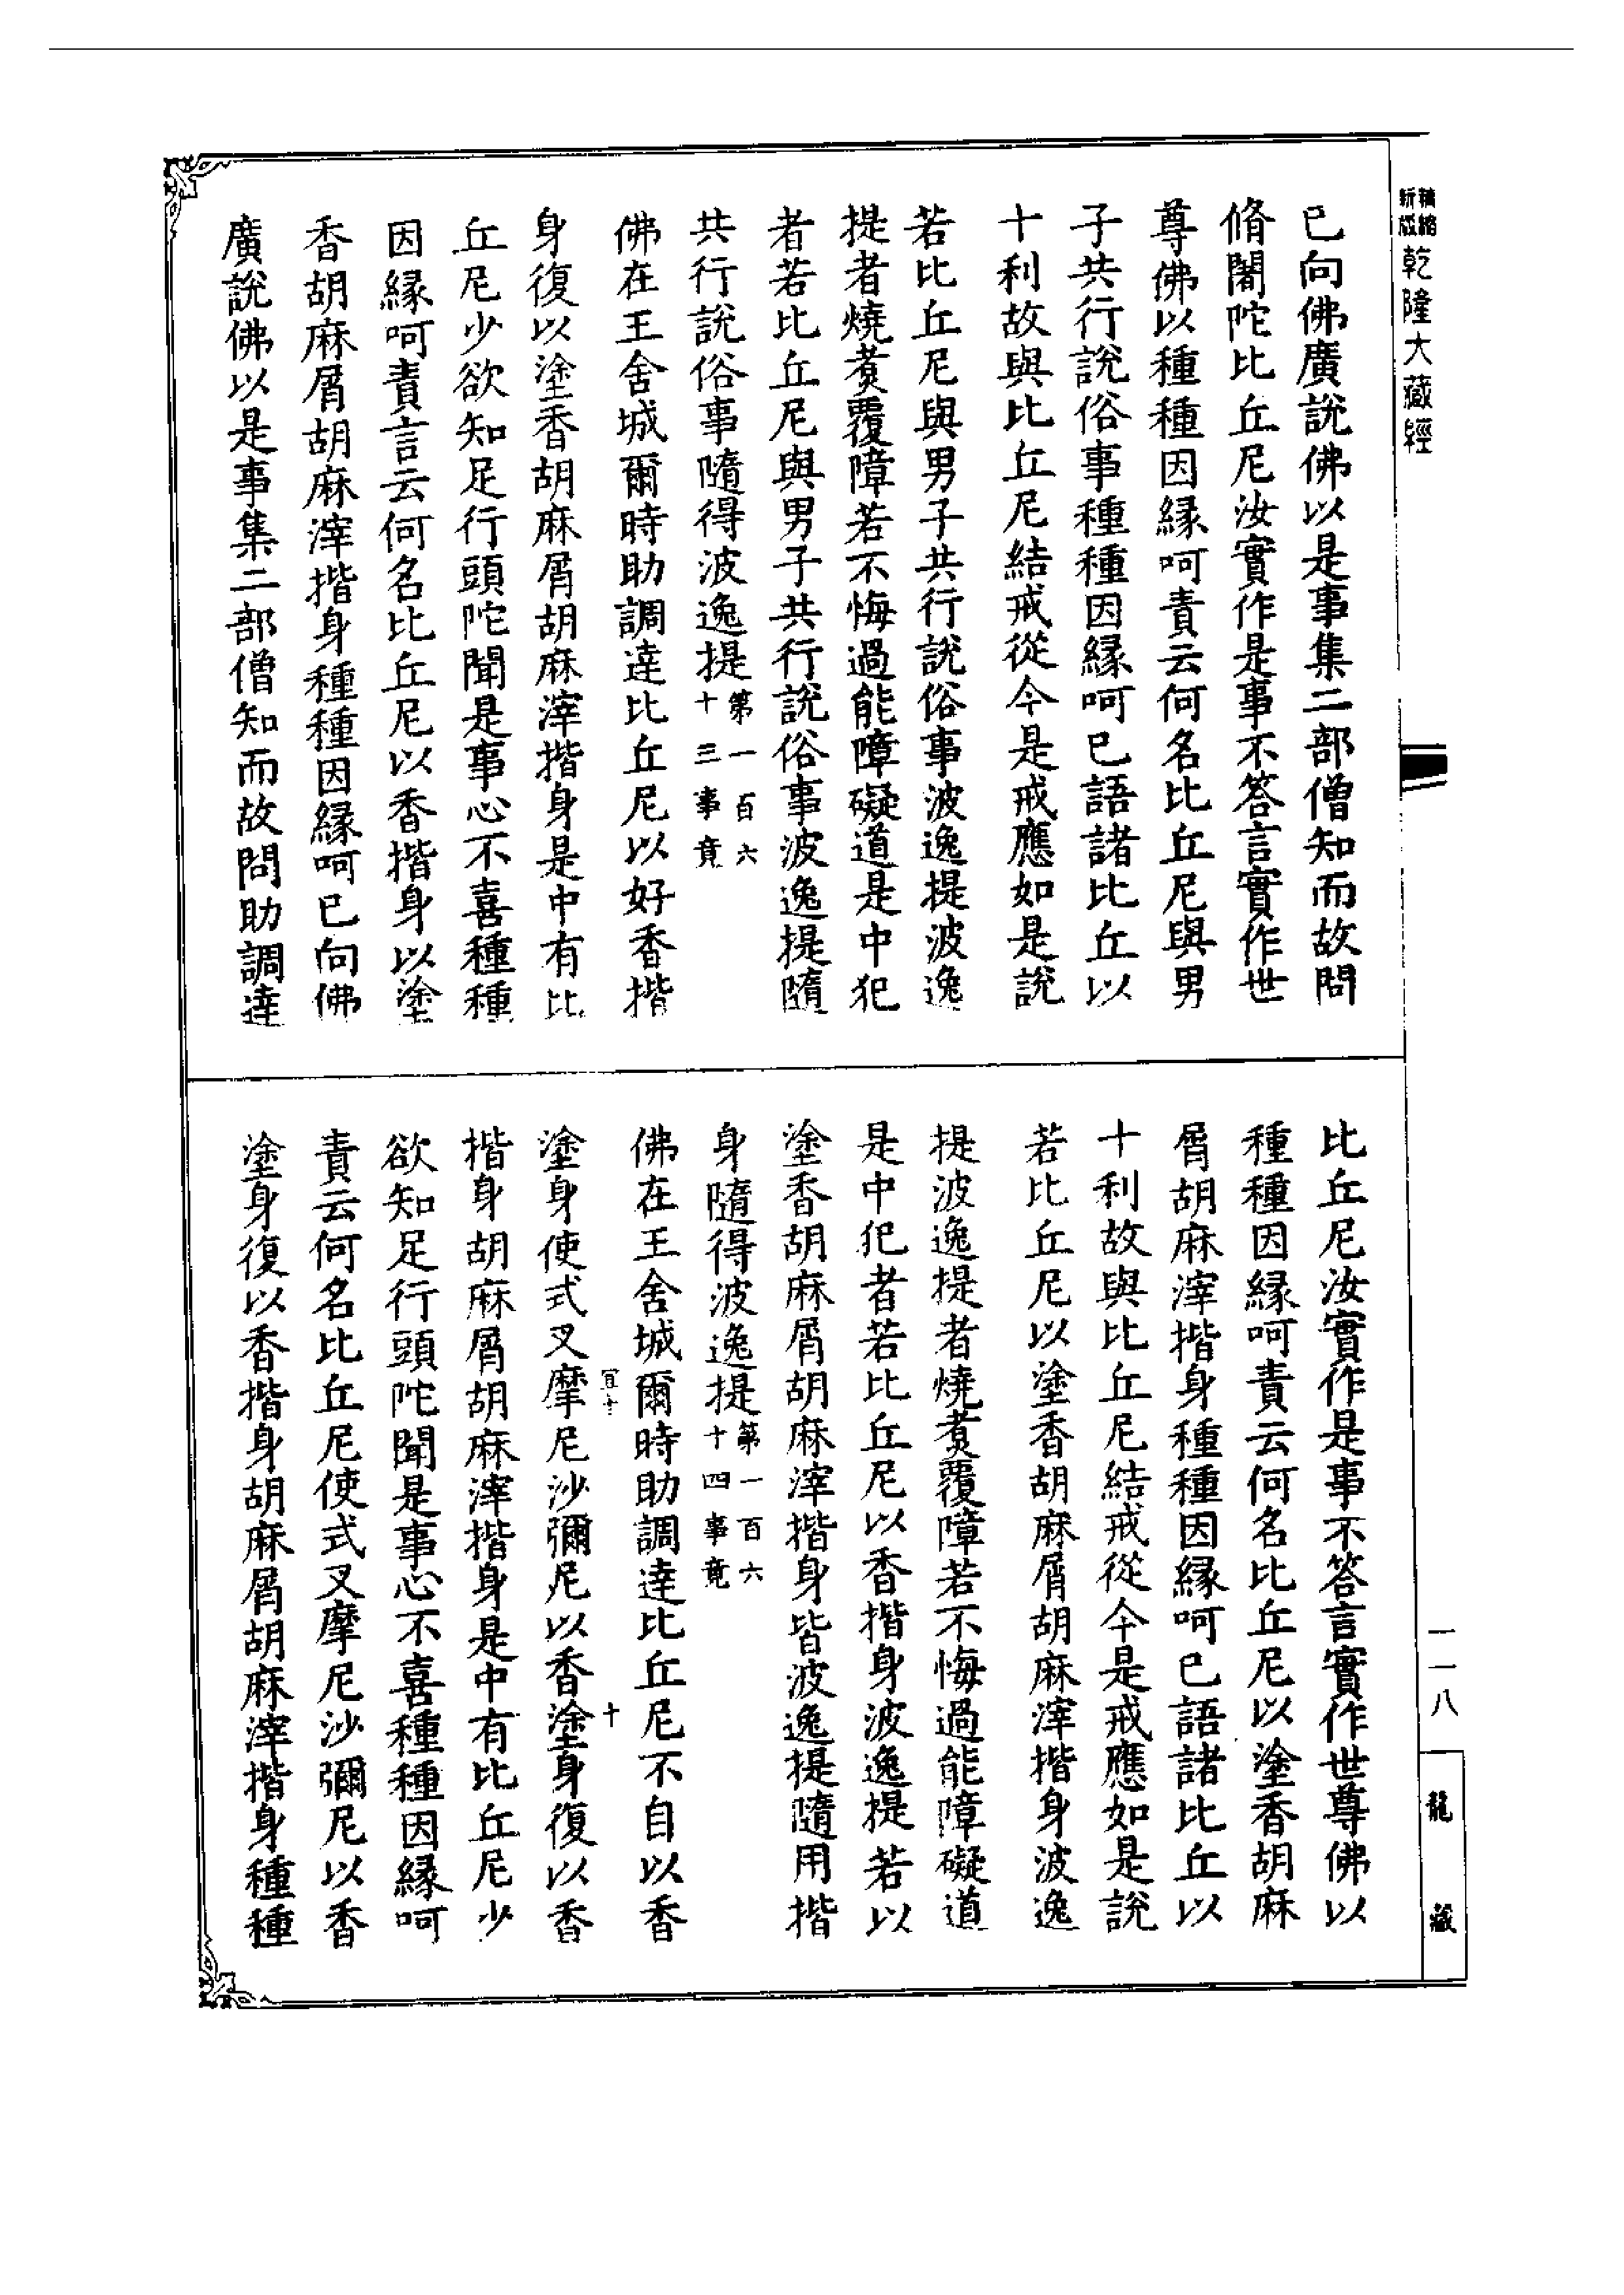 新縮
版縮
乾隆大藏經
已向佛廣說佛以是事集二部僧知而故問
脩闍陀比丘尼汝實作是事不答言實作世
尊佛以種種因緣呵責云何名比丘尼與男
子共行說俗事種種因緣呵已語諸比丘以
十利故與比丘尼結戒從今是戒應如是說
若比丘尼與男子共行說俗事波逸提波逸
提者燒煑覆障若不悔過能障礙道是中犯
者若比丘尼與男子共行說俗事波逸提隨
共行說俗事隨得波逸提第一百六十三事竟
佛在王舍城爾時助調達比丘尼以好香揩
身復以塗香胡麻屑胡麻滓揩身是中有比
丘尼少欲知足行頭陀聞是事心不喜種種
因緣呵責言云何名比丘尼以香揩身以塗
香胡麻屑胡麻滓揩身種種因緣呵已向佛
廣說佛以是事集二部僧知而故問助調達
比丘尼汝實作是事不答言實作世尊佛以
種種因緣呵責云何名比丘尼以塗香胡麻
屑胡麻滓揩身種種因緣呵已語諸比丘以
十利故與比丘尼結戒從今是戒應如是說
若比丘尼以塗香胡麻屑胡麻滓揩身波逸
提波逸提者燒煑覆障若不悔過能障礙道
是中犯者若比丘尼以香揩身波逸提若以
塗香胡麻屑胡麻滓揩身皆波逸提隨用揩
身隨得波逸提第一百六十四事竟
佛在王舍城爾時助調達比丘尼不自以香
十
塗身使式叉摩尼沙彌尼以香塗身復以香
揩身胡麻屑胡麻滓揩身是中有比丘尼少
欲知足行頭陀聞是事心不喜種種因緣呵
責云何名比丘尼使式叉摩尼沙彌尼以香
塗身復以香揩身胡麻屑胡麻滓揩身種種
一一八
龍藏